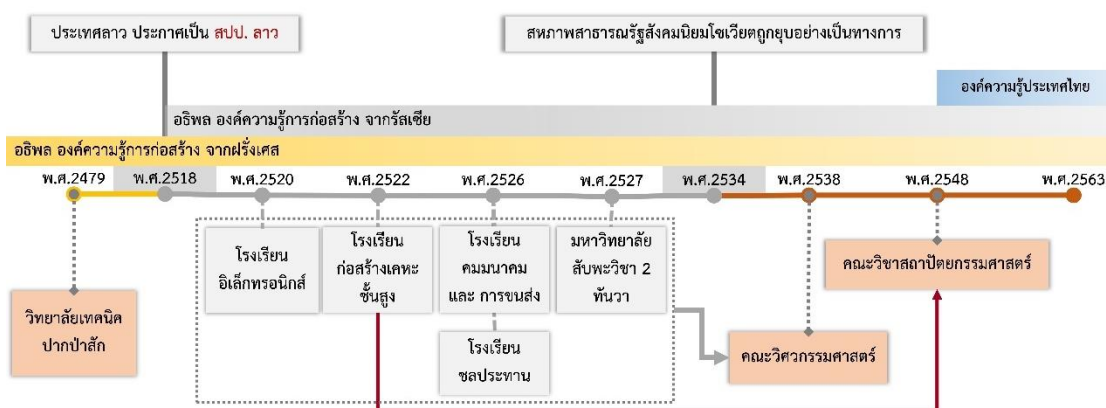 ประเทศลาว ประกาศเป็น สปป. ลาว
สหภาพสาธารณรัฐสังคมนิยมโซเวียตถูกยุบอย่างเป็นทางการ
องค์ความรู้ประเทศไทย
อธิพล องค์ความรู้การก่อสร้าง จากรัสเซีย
อธิพล องค์ความรู้การก่อสร้าง จากฝรั่งเศส
พ.ศ.2479
พ.ศ.2518
พ.ศ.2520
พ.ศ.2522
พ.ศ.2526
พ.ศ.2527
พ.ศ.2534
พ.ศ.2538
พ.ศ.2548
พ.ศ.2563
วิทยาลัยเทคนิค
ปากป่าสัก
โรงเรียน
อิเล็กทรอนิกส์
โรงเรียน
ก่อสร้างเคหะ
ชั้นสูง
โรงเรียน
คมมนาคม
และ การขนส่ง
โรงเรียน
ชลประทาน
มหาวิทยาลัย
สับพะวิชา 2
ทันวา
คณะวิศวกรรมศาสตร์
คณะวิชาสถาปัตยกรรมศาสตร์